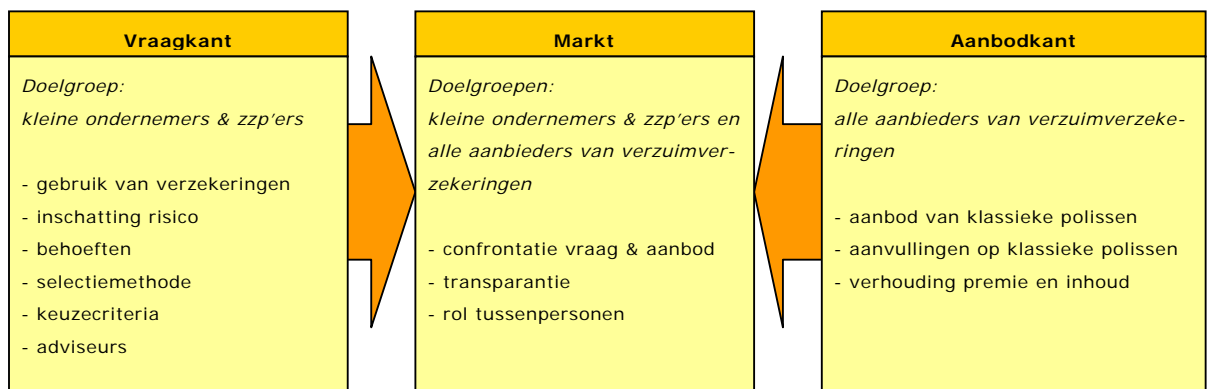 Vraagkant
Doelgroep:
kleine ondernemers & zzp'ers
- gebruik van verzekeringen
- inschatting risico
- behoeften
- selectiemethode
- keuzecriteria
- adviseurs
Markt
Doelgroepen:
kleine ondernemers & zzp'ers en
alle aanbieders van verzuimver-
zekeringen
- confrontatie vraag & aanbod
- transparantie
- rol tussenpersonen
Aanbodkant
Doelgroep:
alle aanbieders van verzuimverzeke-
ringen
- aanbod van klassieke polissen
- aanvullingen op klassieke polissen
- verhouding premie en inhoud